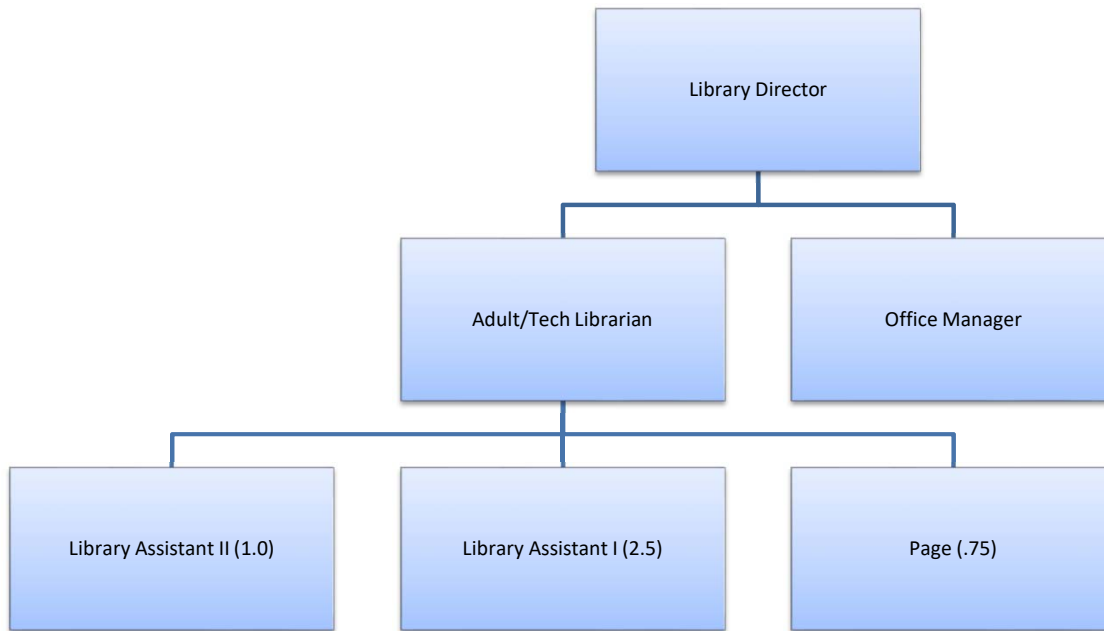 Library Director
Adult/Tech Librarian
Office Manager
Library Assistant II (1.0)
Library Assistant I (2.5)
Page (.75)